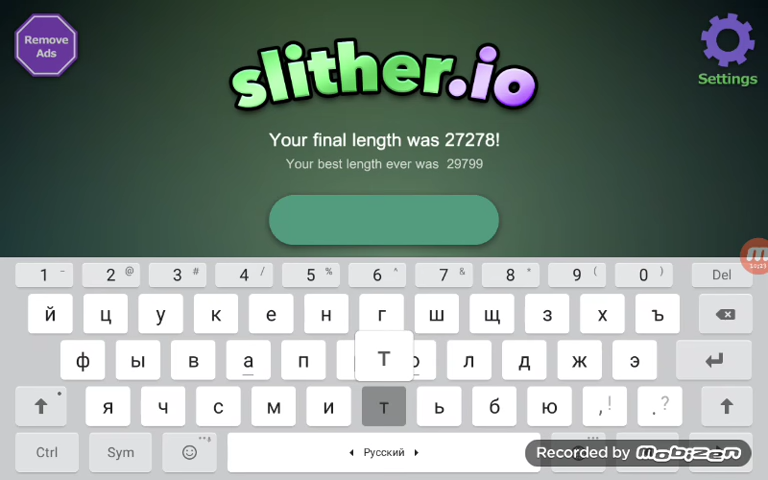 Remove
Ads
slither.io
Settings
Your final length was 27278!
Your best length ever was 29799
1 - 2 @ 3 # 4 / 5 % 6 ^ 7 & 8 * 9 ( 0 ) Del
й ц у к е н г ш щ з х ъ
ф ы в а п т о л д ж э
я ч с м и т ь б ю , ! . ?
Ctrl Sym Русский
Recorded by Mobizen